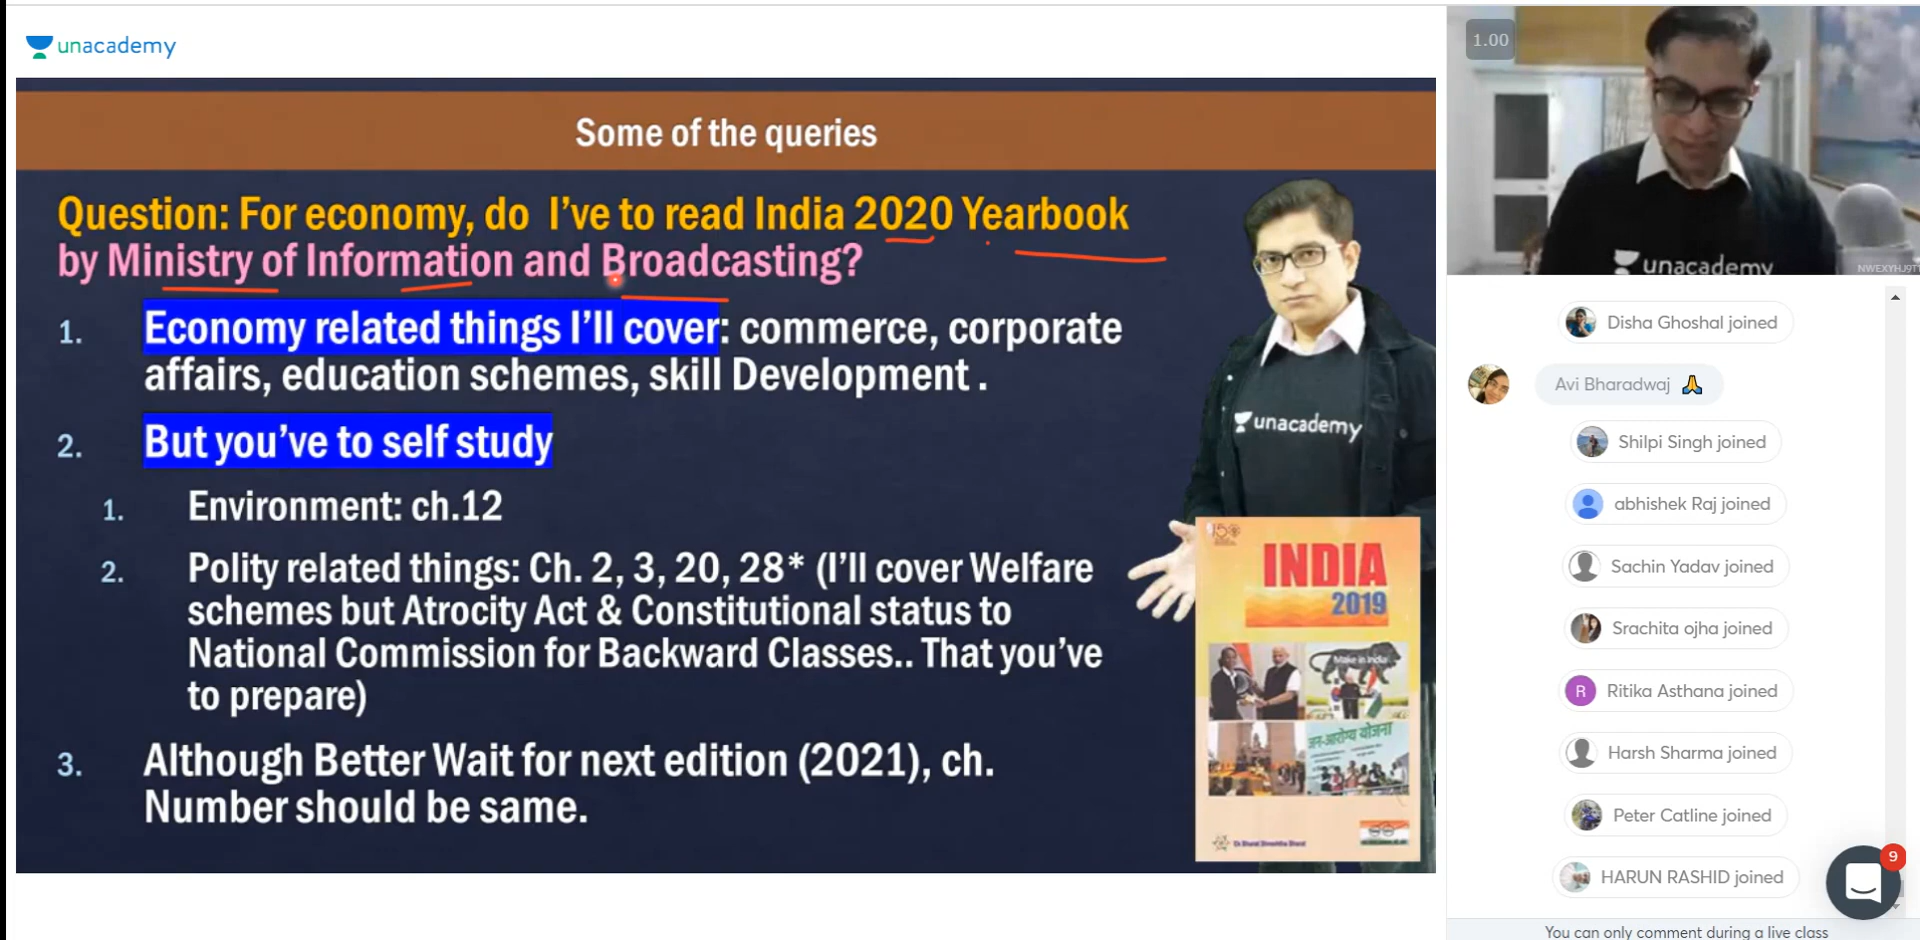 unacademy
Some of the queries
Question: For economy, do I've to read India 2020 Yearbook
by Ministry of Information and Broadcasting?
1. Economy related things I'll cover: commerce, corporate
affairs, education schemes, skill Development .
2. But you've to self study
1. Environment: ch.12
2. Polity related things: Ch. 2, 3, 20, 28* (I'll cover Welfare
schemes but Atrocity Act & Constitutional status to
National Commission for Backward Classes.. That you've
to prepare)
3. Although Better Wait for next edition (2021), ch.
Number should be same.
unacademy
INDIA
2019
Make in India
जन-आरोग्य योजना
1.00
unacademy
Disha Ghoshal joined
Avi Bharadwaj 🙏
Shilpi Singh joined
abhishek Raj joined
Sachin Yadav joined
Srachita ojha joined
R Ritika Asthana joined
Harsh Sharma joined
Peter Catline joined
HARUN RASHID joined
9
You can only comment during a live class